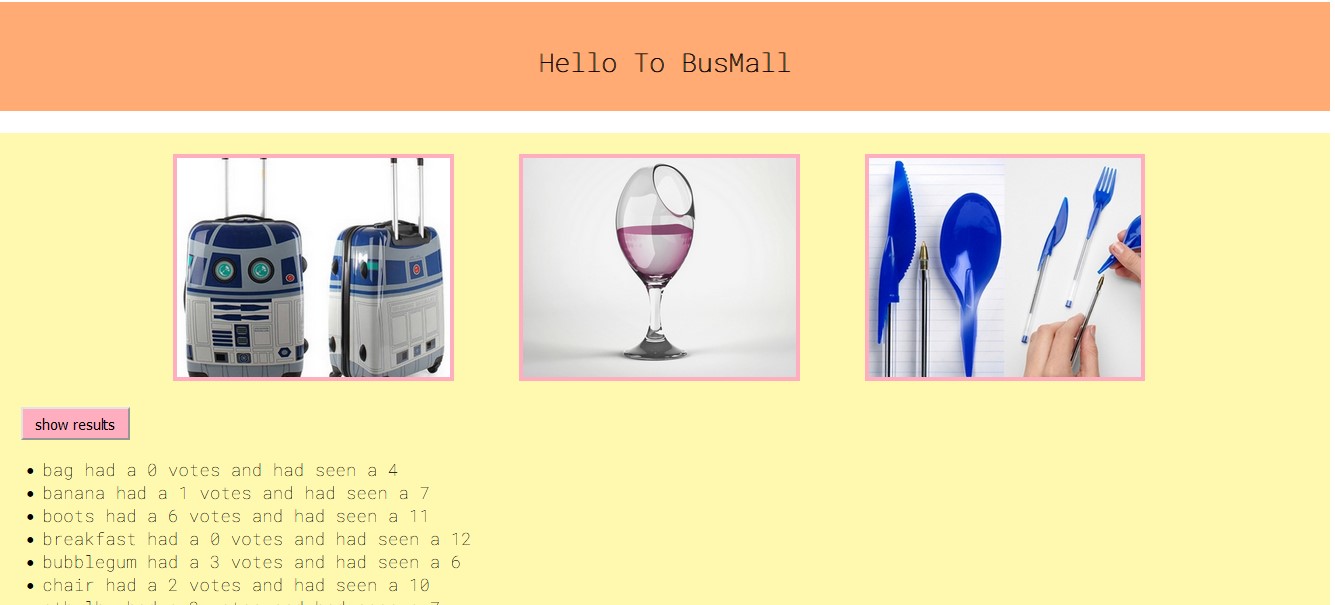 Hello To BusMall
show results
bag had a 0 votes and had seen a 4
banana had a 1 votes and had seen a 7
boots had a 6 votes and had seen a 11
breakfast had a 0 votes and had seen a 12
bubblegum had a 3 votes and had seen a 6
chair had a 2 votes and had seen a 10